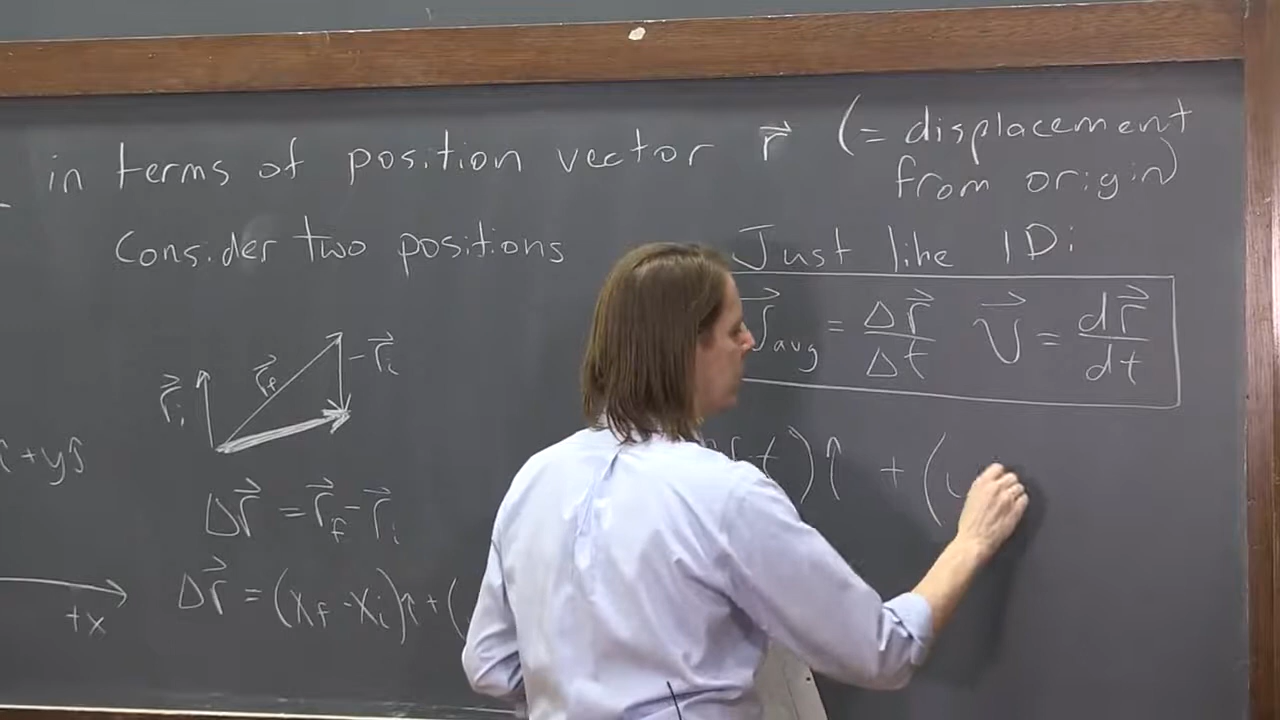 in terms of position vector r⃗ (= displacement
from origin)
Consider two positions
Just like 1D:
avg = Δr⃗/Δt v⃗ = dr⃗/dt
r⃗f -r⃗i
r⃗i
+yĵ
) î + (
Δr⃗ = r⃗f - r⃗i
Δr⃗ = (xf - xi) î + (
+x